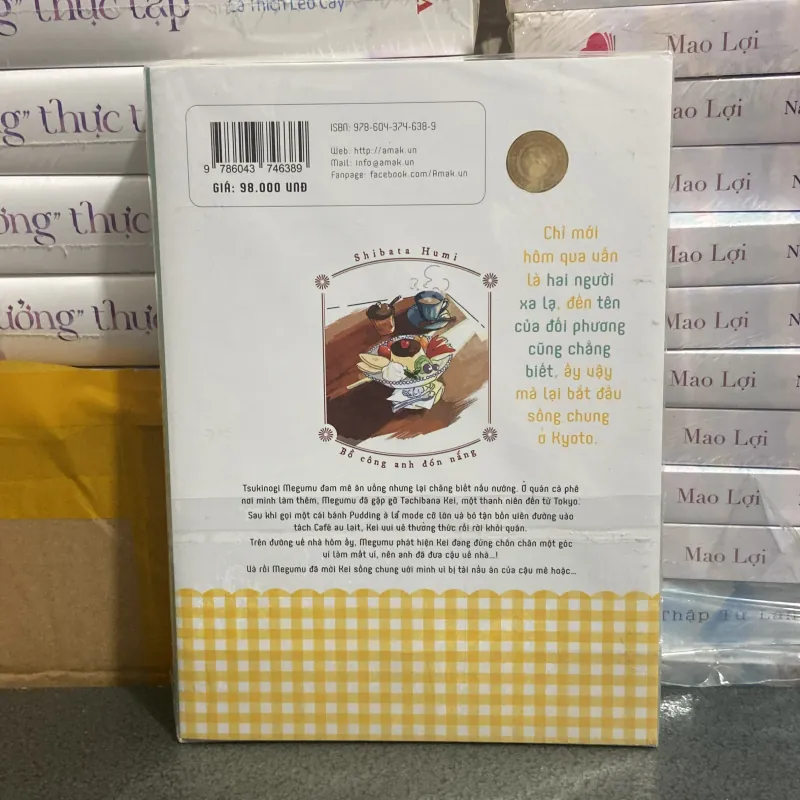 g” thực tập
Cá Thích Leo Cây
Mao Lợi
ISBN: 978-604-374-638-9
Web: http://amak.vn
Mail: info@amak.vn
Fanpage: facebook.com/Amak.vn
9 786043 746389
GIÁ: 98.000 VNĐ
Chỉ mới
hôm qua vẫn
là hai người
xa lạ, đến tên
của đối phương
cũng chẳng
biết, ấy vậy
mà lại bắt đầu
sống chung
ở Kyoto.
Shibata Humi
Bồ công anh đón nắng
Tsukinogi Megumu đam mê ăn uống nhưng lại chẳng biết nấu nướng. Ở quán cà phê
nơi mình làm thêm, Megumu đã gặp gỡ Tachibana Kei, một thanh niên đến từ Tokyo.
Sau khi gọi một cái bánh Pudding à la mode cỡ lớn và bỏ tận bốn viên đường vào
tách Café au lait, Kei vui vẻ thưởng thức rồi rời khỏi quán.
Trên đường về nhà hôm ấy, Megumu phát hiện Kei đang đứng chôn chân một góc
vì làm mất ví, nên anh đã đưa cậu về nhà...!
Và rồi Megumu đã mời Kei sống chung với mình vì bị tài nấu ăn của cậu mê hoặc...
g” thực t
ởng” thực
ưởng” thực
ao Lợi
Mao Lợi
Mao Lợi
Mao Lợi
Mao Lợi
Mao Lợi
Mao Lợi
Mao Lợi
Thập Tứ Lan